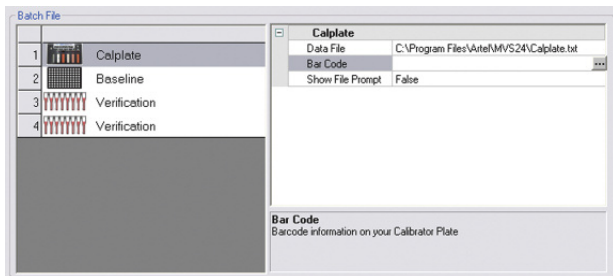 Batch File
1 Calplate
2 Baseline
3 Verification
4 Verification
Calplate
Data File C:\Program Files\Artel\MVS24\Calplate.txt
Bar Code ...
Show File Prompt False
Bar Code
Barcode information on your Calibrator Plate